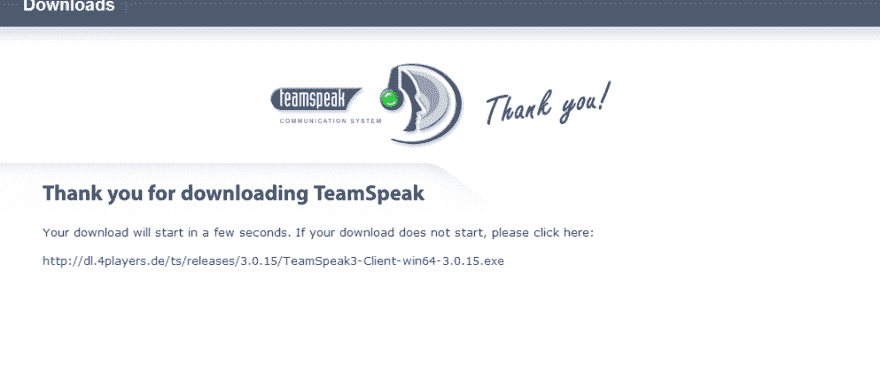 Downloads
teamspeak
COMMUNICATION SYSTEM
Thank you!
Thank you for downloading TeamSpeak
Your download will start in a few seconds. If your download does not start, please click here:
http://dl.4players.de/ts/releases/3.0.15/TeamSpeak3-Client-win64-3.0.15.exe